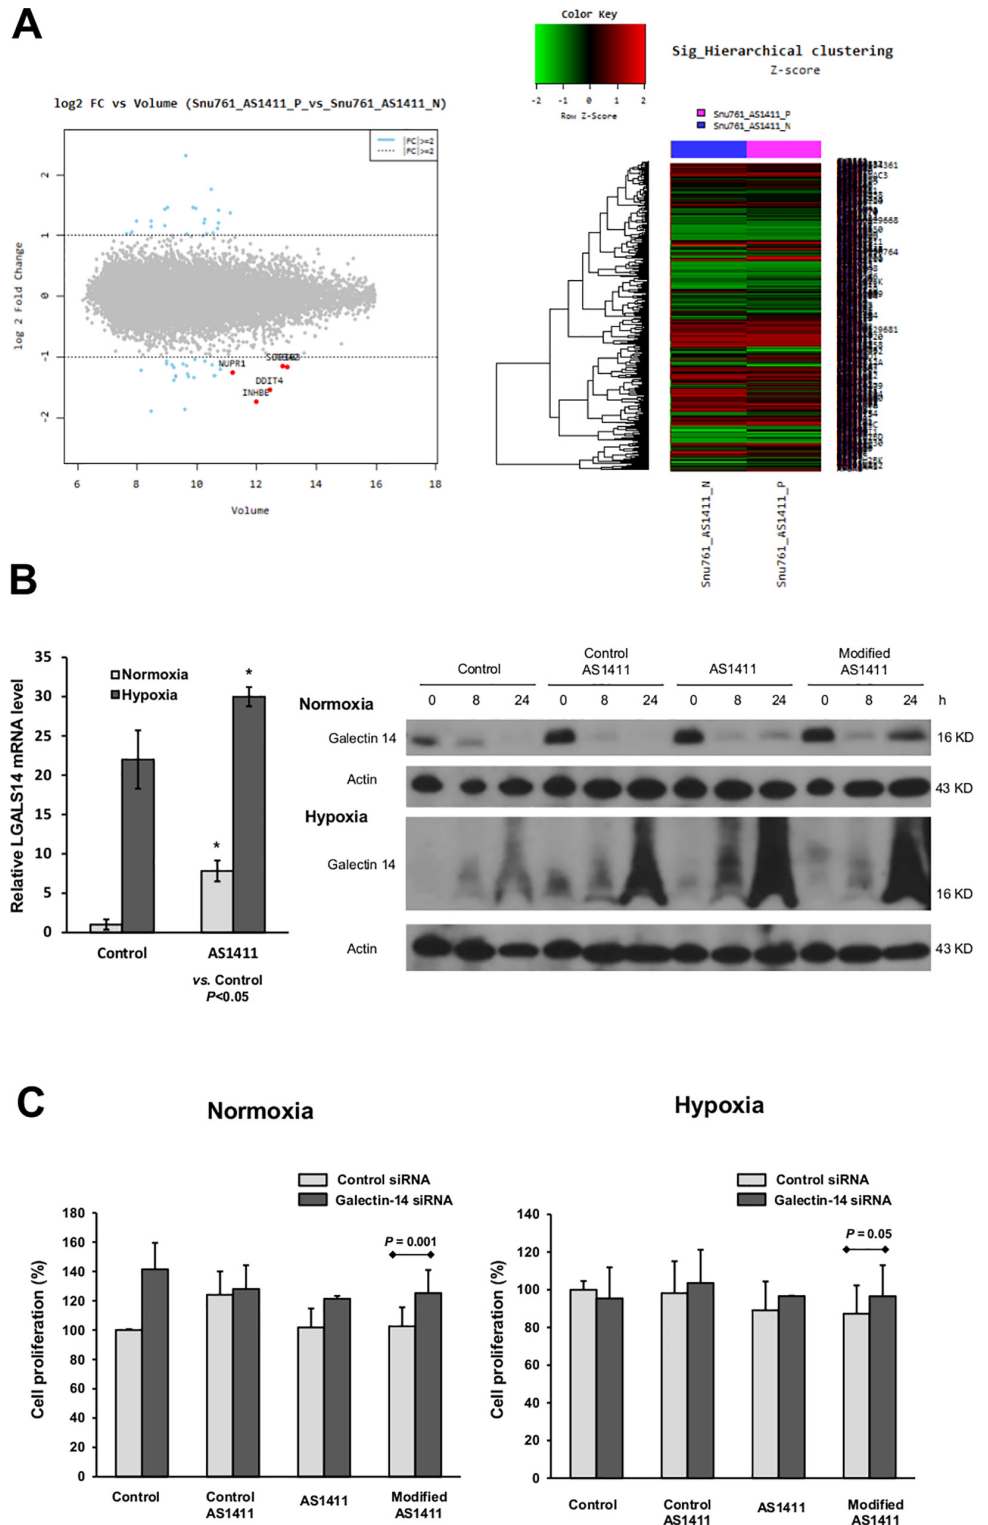 A
log2 FC vs Volume (Snu761_AS1411_P_vs_Snu761_AS1411_N)
|FC|>=2
|FC|>=2
log 2 Fold Change
2
1
0
-1
-2
NUPR1
DDIT4
INHBE
6 8 10 12 14 16 18
Volume
Color Key
-2 -1 0 1 2
Row Z-Score
Sig_Hierarchical clustering
Z-score
Snu761_AS1411_P
Snu761_AS1411_N
Snu761_AS1411_N
Snu761_AS1411_P
B
Relative LGALS14 mRNA level
35
30
25
20
15
10
5
0
Normoxia
Hypoxia
*
*
Control AS1411
vs. Control
P<0.05
Control Control AS1411 AS1411 Modified AS1411
Normoxia 0 8 24 0 8 24 0 8 24 0 8 24 h
Galectin 14 16 KD
Actin 43 KD
Hypoxia
Galectin 14 16 KD
Actin 43 KD
C
Normoxia
Control siRNA
Galectin-14 siRNA
P = 0.001
Cell proliferation (%)
180
160
140
120
100
80
60
40
20
0
Control Control AS1411 AS1411 Modified AS1411
Hypoxia
Control siRNA
Galectin-14 siRNA
P = 0.05
Cell proliferation (%)
140
120
100
80
60
40
20
0
Control Control AS1411 AS1411 Modified AS1411